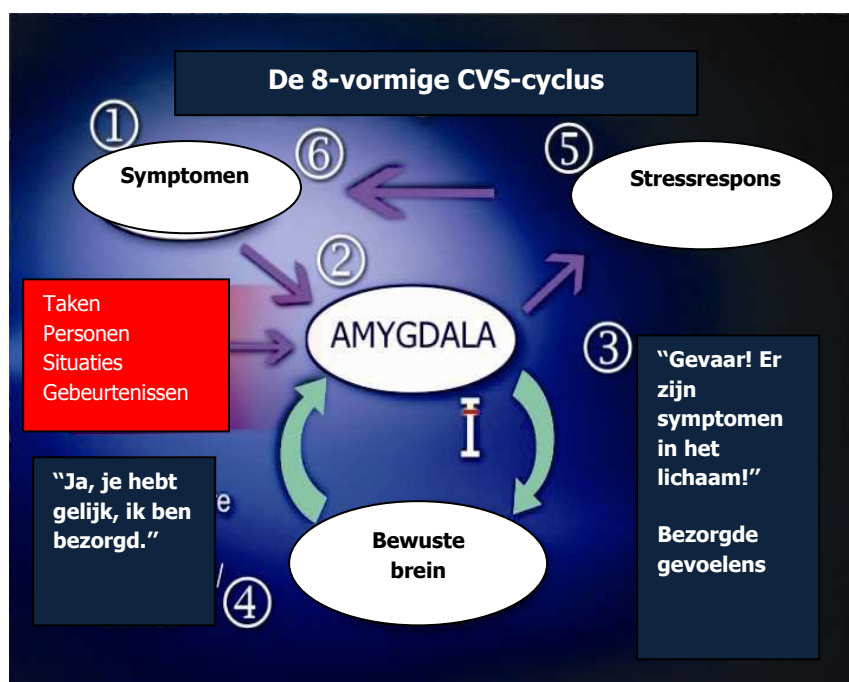 De 8-vormige CVS-cyclus
①
Symptomen
⑥
⑤
Stressrespons
②
Taken
Personen
Situaties
Gebeurtenissen
AMYGDALA
③
“Gevaar! Er
zijn
symptomen
in het
lichaam!”
Bezorgde
gevoelens
I
“Ja, je hebt
gelijk, ik ben
bezorgd.”
e
/
④
Bewuste
brein